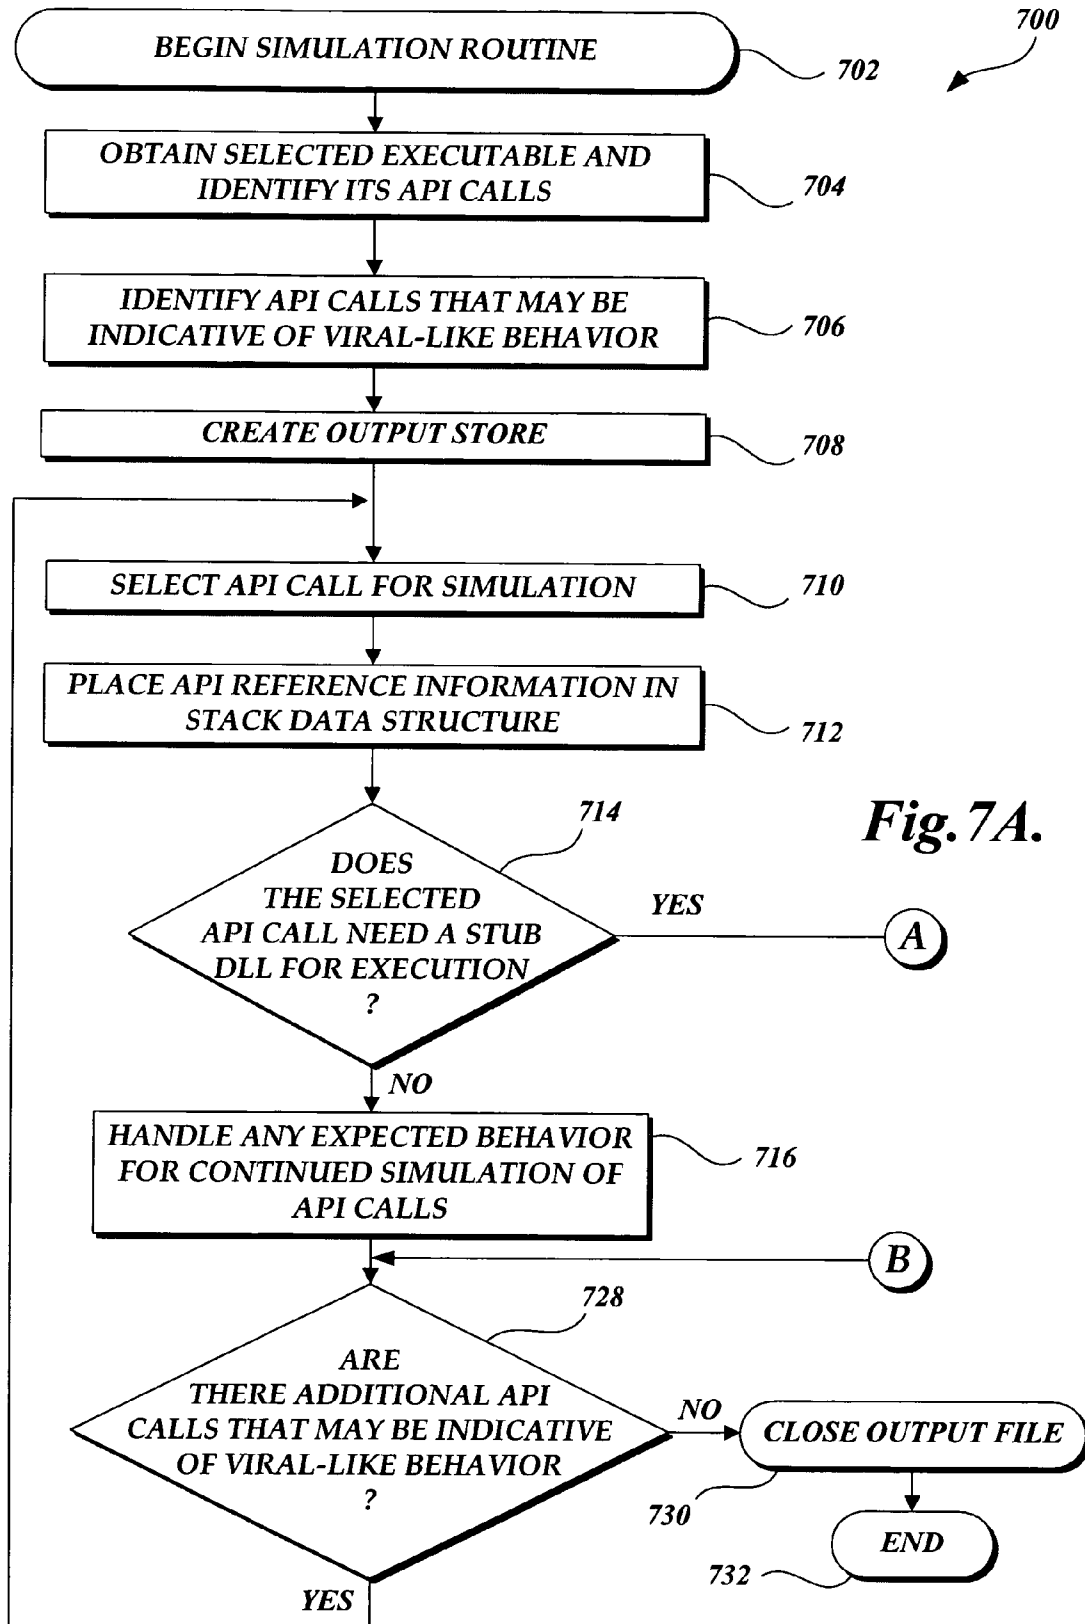 700
BEGIN SIMULATION ROUTINE
702
OBTAIN SELECTED EXECUTABLE AND
IDENTIFY ITS API CALLS
704
IDENTIFY API CALLS THAT MAY BE
INDICATIVE OF VIRAL-LIKE BEHAVIOR
706
CREATE OUTPUT STORE
708
SELECT API CALL FOR SIMULATION
710
PLACE API REFERENCE INFORMATION IN
STACK DATA STRUCTURE
712
Fig. 7A.
714
DOES
THE SELECTED
API CALL NEED A STUB
DLL FOR EXECUTION
?
YES
A
NO
HANDLE ANY EXPECTED BEHAVIOR
FOR CONTINUED SIMULATION OF
API CALLS
716
B
728
ARE
THERE ADDITIONAL API
CALLS THAT MAY BE INDICATIVE
OF VIRAL-LIKE BEHAVIOR
?
NO
CLOSE OUTPUT FILE
730
END
732
YES